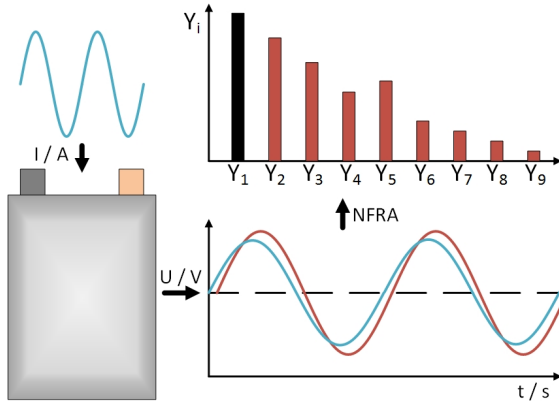 Yi
Y1 Y2 Y3 Y4 Y5 Y6 Y7 Y8 Y9
I / A
NFRA
U / V
t / s